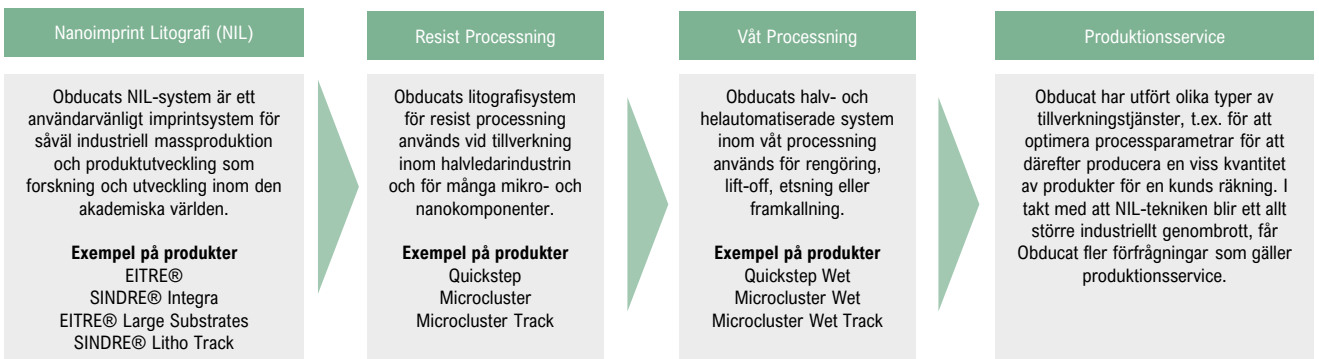 Nanoimprint Litografi (NIL)
Obducats NIL-system är ett
användarvänligt imprintsystem för
såväl industriell massproduktion
och produktutveckling som
forskning och utveckling inom den
akademiska världen.
Exempel på produkter
EITRE®
SINDRE® Integra
EITRE® Large Substrates
SINDRE® Litho Track
Resist Processning
Obducats litografisystem
för resist processning
används vid tillverkning
inom halvledarindustrin
och för många mikro- och
nanokomponenter.
Exempel på produkter
Quickstep
Microcluster
Microcluster Track
Våt Processning
Obducats halv- och
helautomatiserade system
inom våt processning
används för rengöring,
lift-off, etsning eller
framkallning.
Exempel på produkter
Quickstep Wet
Microcluster Wet
Microcluster Wet Track
Produktionsservice
Obducat har utfört olika typer av
tillverkningstjänster, t.ex. för att
optimera processparametrar för att
därefter producera en viss kvantitet
av produkter för en kunds räkning. I
takt med att NIL-tekniken blir ett allt
större industriellt genombrott, får
Obducat fler förfrågningar som gäller
produktionsservice.